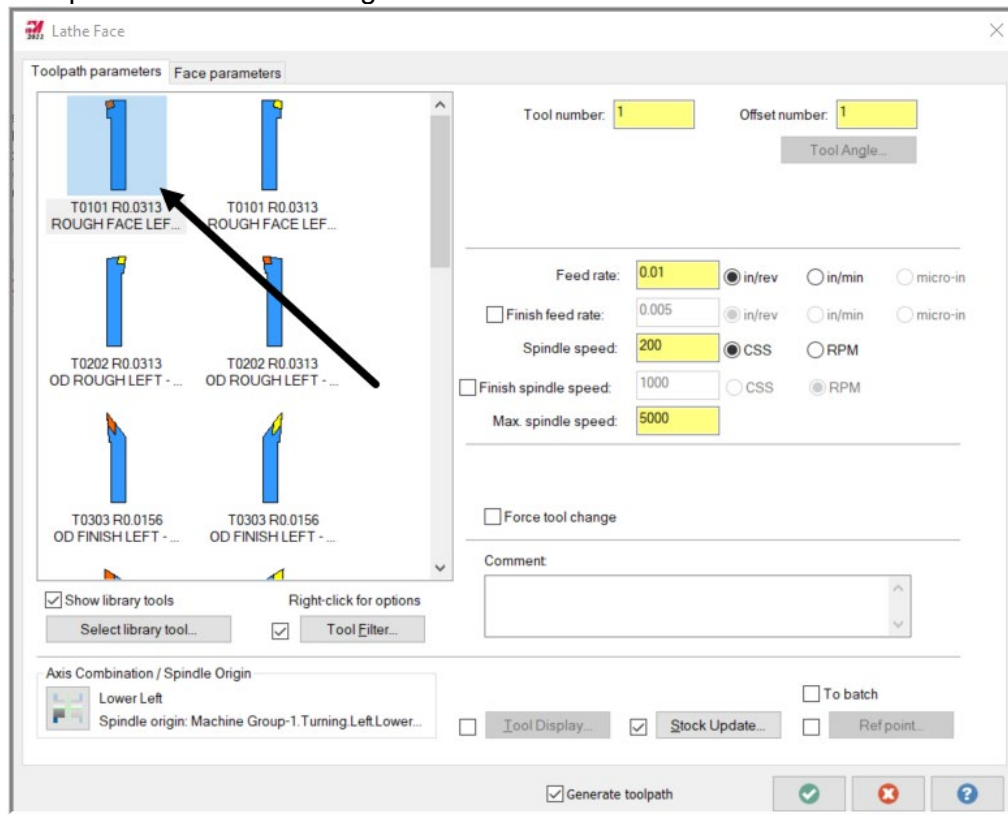 2022 Lathe Face
Toolpath parameters Face parameters
Tool number: 1 Offset number: 1
Tool Angle...
T0101 R0.0313 T0101 R0.0313
ROUGH FACE LEF... ROUGH FACE LEF...
Feed rate: 0.01 in/rev in/min micro-in
Finish feed rate: 0.005 in/rev in/min micro-in
Spindle speed: 200 CSS RPM
T0202 R0.0313 T0202 R0.0313
OD ROUGH LEFT - ... OD ROUGH LEFT - ...
Finish spindle speed: 1000 CSS RPM
Max. spindle speed: 5000
T0303 R0.0156 T0303 R0.0156
OD FINISH LEFT - ... OD FINISH LEFT - ...
Force tool change
Comment:
Show library tools Right-click for options
Select library tool... Tool Filter...
Axis Combination / Spindle Origin
Lower Left
Spindle origin: Machine Group-1.Turning.Left.Lower...
To batch
Tool Display... Stock Update... Ref point...
Generate toolpath